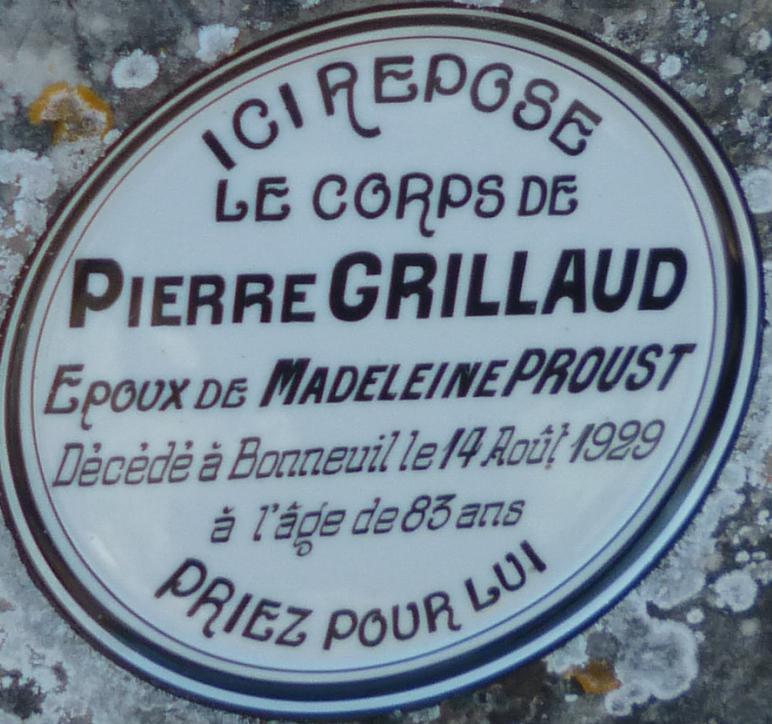 ICI REPOSE
LE CORPS DE
PIERRE GRILLAUD
EPOUX DE MADELEINE PROUST
Décédé à Bonneuil le 14 Août 1929
à l'âge de 83 ans
PRIEZ POUR LUI